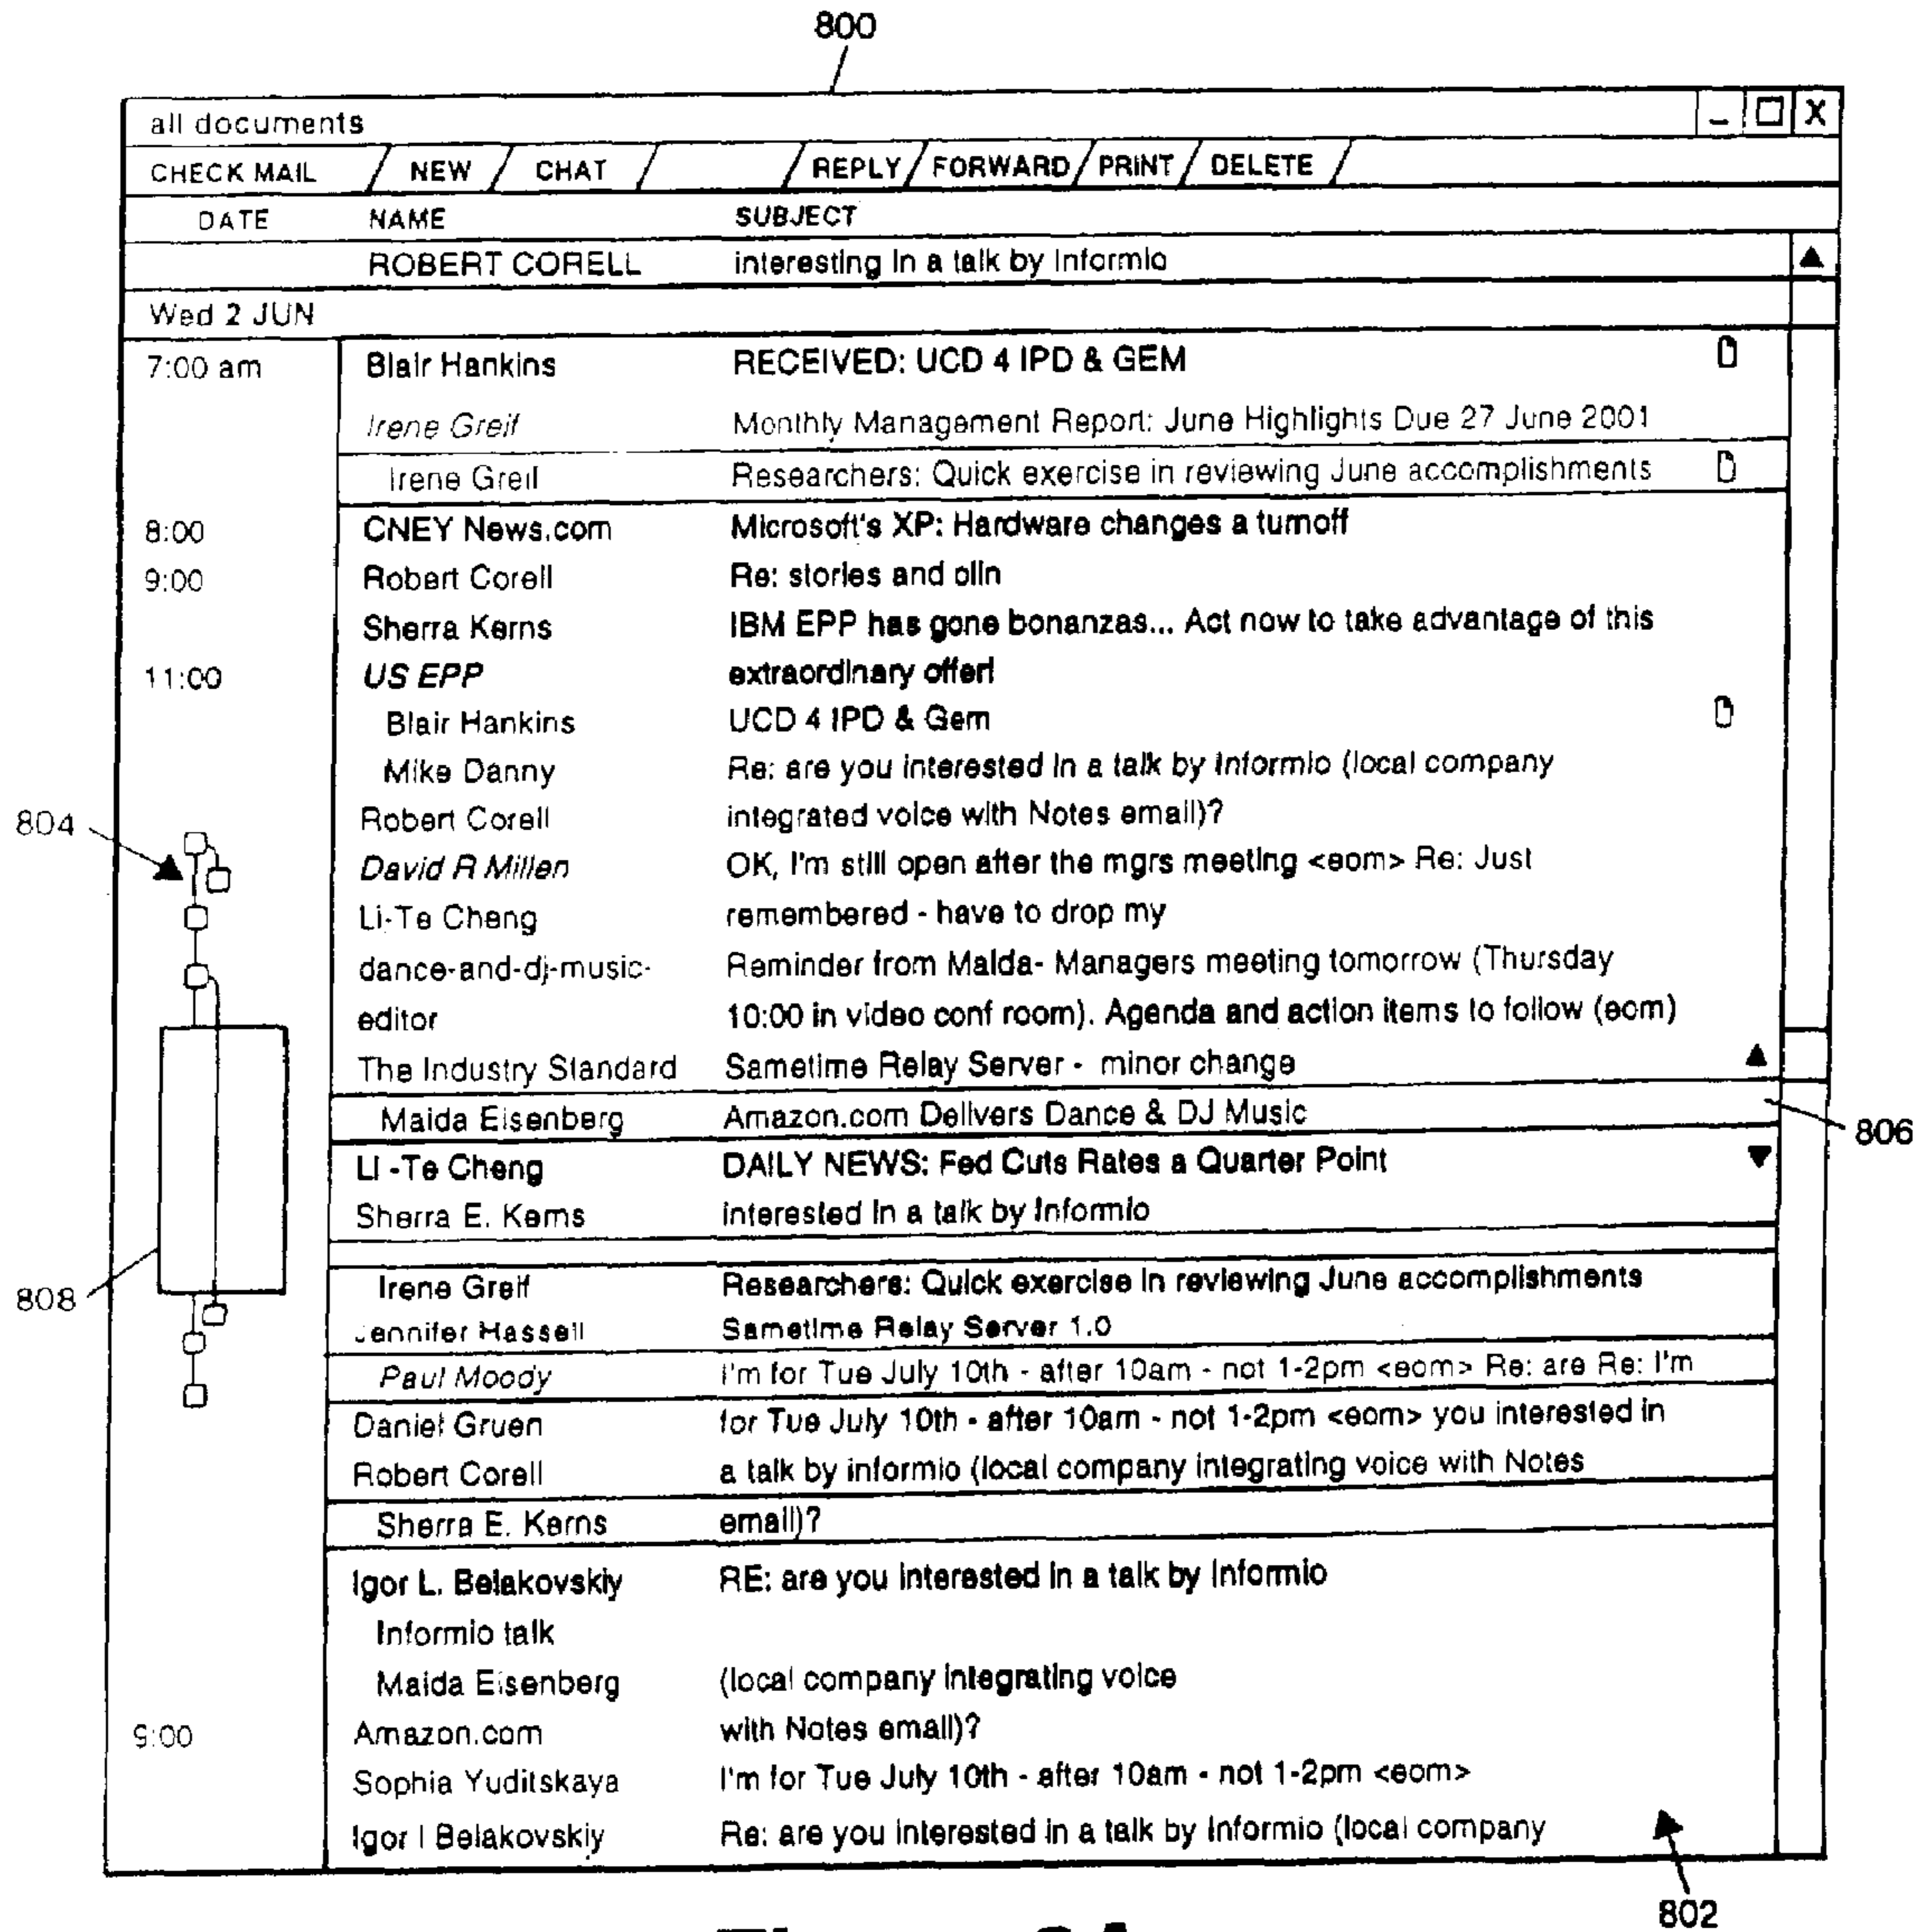 800
all documents _ □ X
CHECK MAIL NEW CHAT REPLY FORWARD PRINT DELETE
DATE NAME SUBJECT
ROBERT CORELL interesting in a talk by Informio
Wed 2 JUN
7:00 am Blair Hankins RECEIVED: UCD 4 IPD & GEM
Irene Greif Monthly Management Report: June Highlights Due 27 June 2001
Irene Greif Researchers: Quick exercise in reviewing June accomplishments
8:00 CNEY News.com Microsoft's XP: Hardware changes a turnoff
9:00 Robert Corell Re: stories and olin
Sherra Kerns IBM EPP has gone bonanzas... Act now to take advantage of this
11:00 US EPP extraordinary offer!
Blair Hankins UCD 4 IPD & Gem
Mike Danny Re: are you interested in a talk by Informio (local company
804 Robert Corell integrated voice with Notes email)?
David R Millen OK, I'm still open after the mgrs meeting <eom> Re: Just
Li-Te Cheng remembered - have to drop my
dance-and-dj-music- Reminder from Maida- Managers meeting tomorrow (Thursday
editor 10:00 in video conf room). Agenda and action items to follow (eom)
The Industry Standard Sametime Relay Server - minor change
Maida Eisenberg Amazon.com Delivers Dance & DJ Music
806
Li -Te Cheng DAILY NEWS: Fed Cuts Rates a Quarter Point
Sherra E. Kerns interested in a talk by Informio
808 Irene Greif Researchers: Quick exercise in reviewing June accomplishments
Jennifer Hassell Sametime Relay Server 1.0
Paul Moody I'm for Tue July 10th - after 10am - not 1-2pm <eom> Re: are Re: I'm
Daniel Gruen for Tue July 10th - after 10am - not 1-2pm <eom> you interested in
Robert Corell a talk by informio (local company integrating voice with Notes
Sherra E. Kerns email)?
Igor L. Belakovskiy RE: are you interested in a talk by Informio
Informio talk
Maida Eisenberg (local company integrating voice
9:00 Amazon.com with Notes email)?
Sophia Yuditskaya I'm for Tue July 10th - after 10am - not 1-2pm <eom>
Igor l Belakovskiy Re: are you interested in a talk by Informio (local company
802